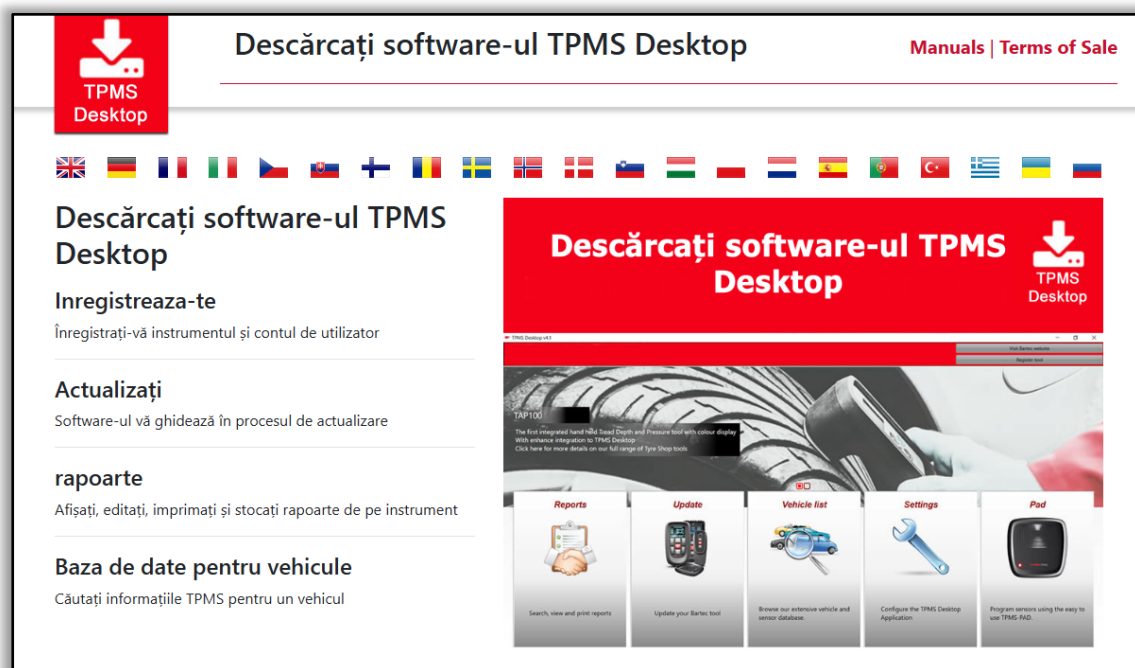 TPMS
Desktop
Descărcați software-ul TPMS Desktop
Manuals | Terms of Sale
Descărcați software-ul TPMS
Desktop
Inregistreaza-te
Înregistrați-vă instrumentul și contul de utilizator
Actualizați
Software-ul vă ghidează în procesul de actualizare
rapoarte
Afișați, editați, imprimați și stocați rapoarte de pe instrument
Baza de date pentru vehicule
Căutați informațiile TPMS pentru un vehicul
Descărcați software-ul TPMS
Desktop
TPMS
Desktop
TPMS Desktop v4.1
Visit Bartec website
Register tool
TAP100
The first integrated hand held Tread Depth and Pressure tool with colour display
With enhance integration to TPMS Desktop
Click here for more details on our full range of Tyre Shop tools
Reports
Search, view and print reports
Update
Update your Bartec tool
Vehicle list
Browse our extensive vehicle and
sensor database.
Settings
Configure the TPMS Desktop
Application
Pad
Program sensors using the easy to
use TPMS-PAD.